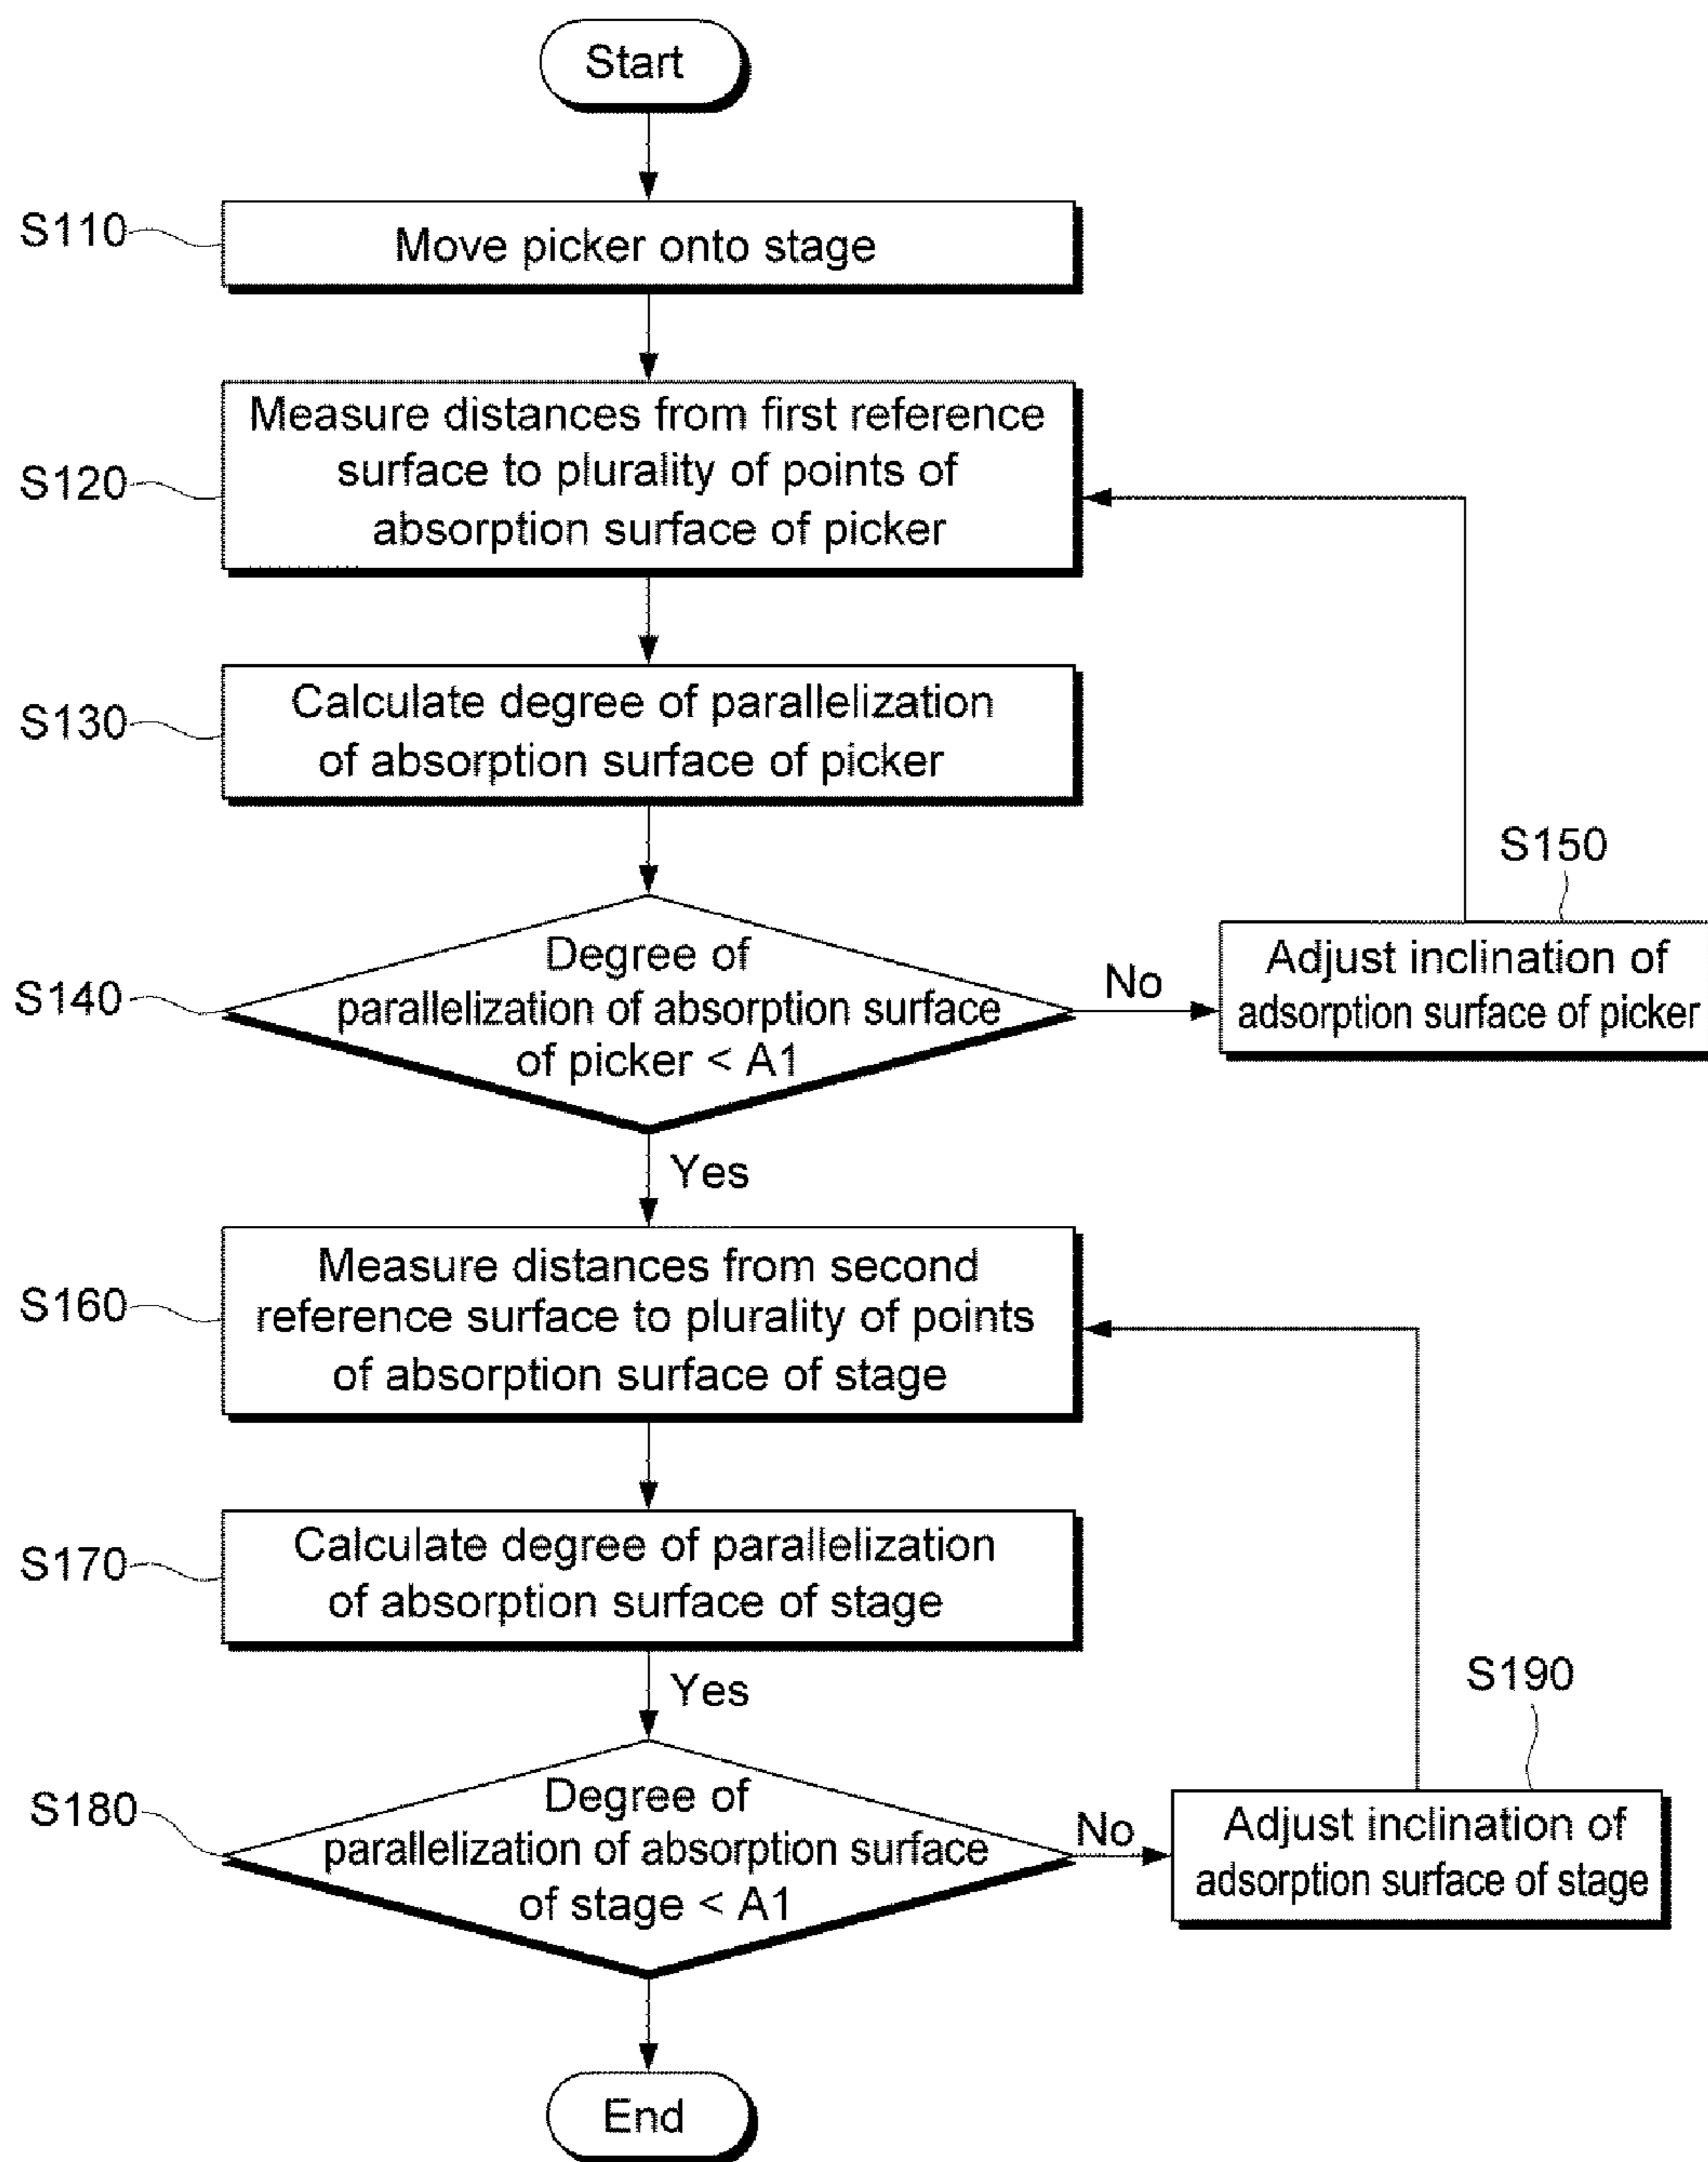 Start
S110
Move picker onto stage
S120
Measure distances from first reference
surface to plurality of points of
absorption surface of picker
S130
Calculate degree of parallelization
of absorption surface of picker
S140
Degree of
parallelization of absorption surface
of picker < A1
No
S150
Adjust inclination of
adsorption surface of picker
Yes
S160
Measure distances from second
reference surface to plurality of points
of absorption surface of stage
S170
Calculate degree of parallelization
of absorption surface of stage
Yes
S180
Degree of
parallelization of absorption surface
of stage < A1
No
S190
Adjust inclination of
adsorption surface of stage
End